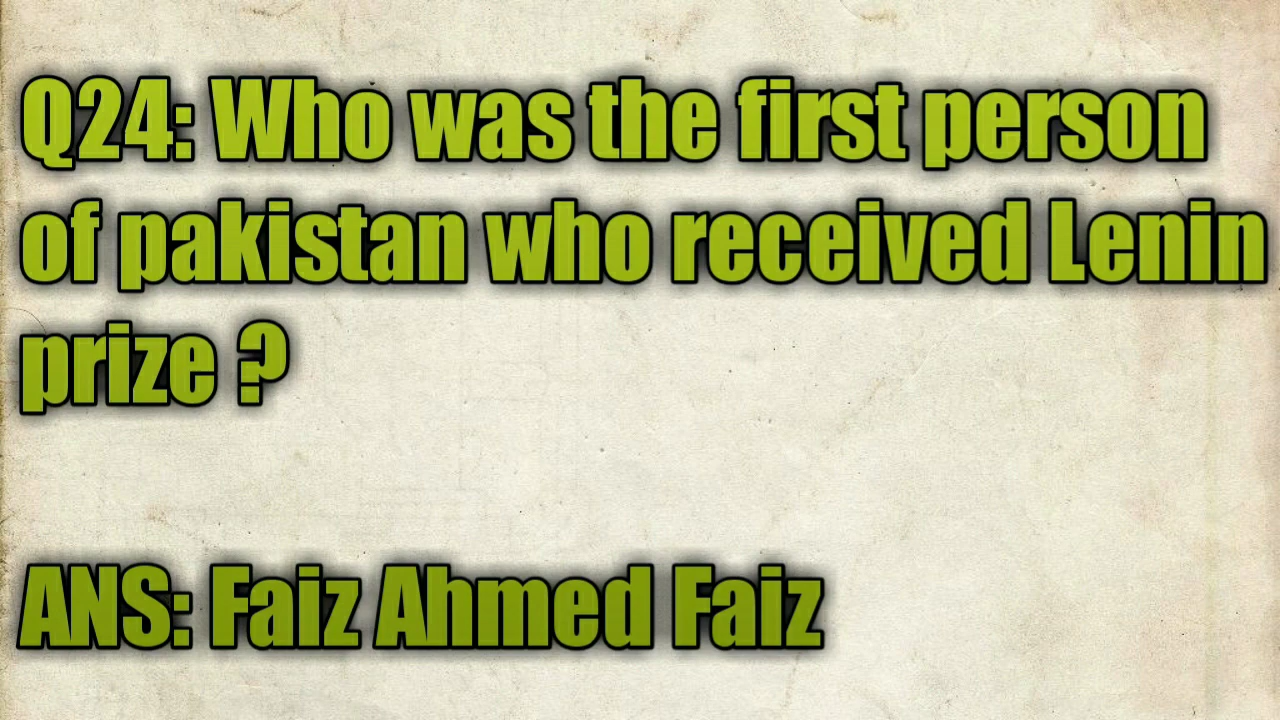 Q24: Who was the first person
of pakistan who received Lenin
prize ?
ANS: Faiz Ahmed Faiz